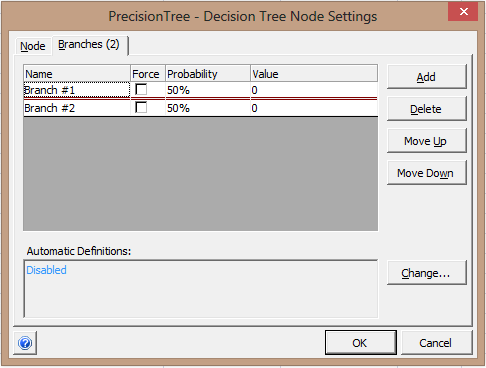 PrecisionTree - Decision Tree Node Settings
Node Branches (2)
Name Force Probability Value
Branch #1 50% 0
Branch #2 50% 0
Add
Delete
Move Up
Move Down
Automatic Definitions:
Disabled
Change...
OK Cancel